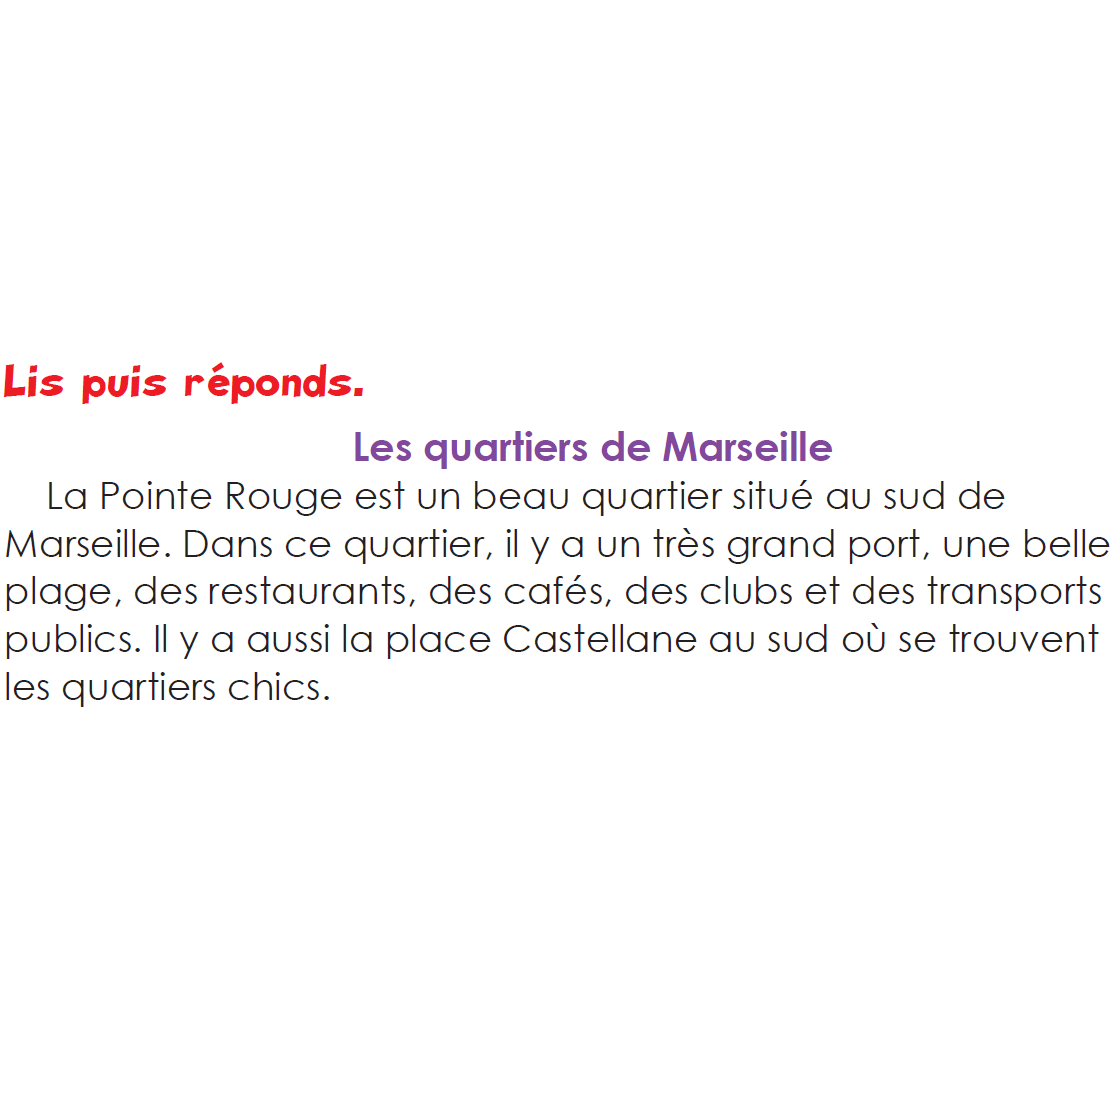 Lis puis réponds.
Les quartiers de Marseille
La Pointe Rouge est un beau quartier situé au sud de
Marseille. Dans ce quartier, il y a un très grand port, une belle
plage, des restaurants, des cafés, des clubs et des transports
publics. Il y a aussi la place Castellane au sud où se trouvent
les quartiers chics.